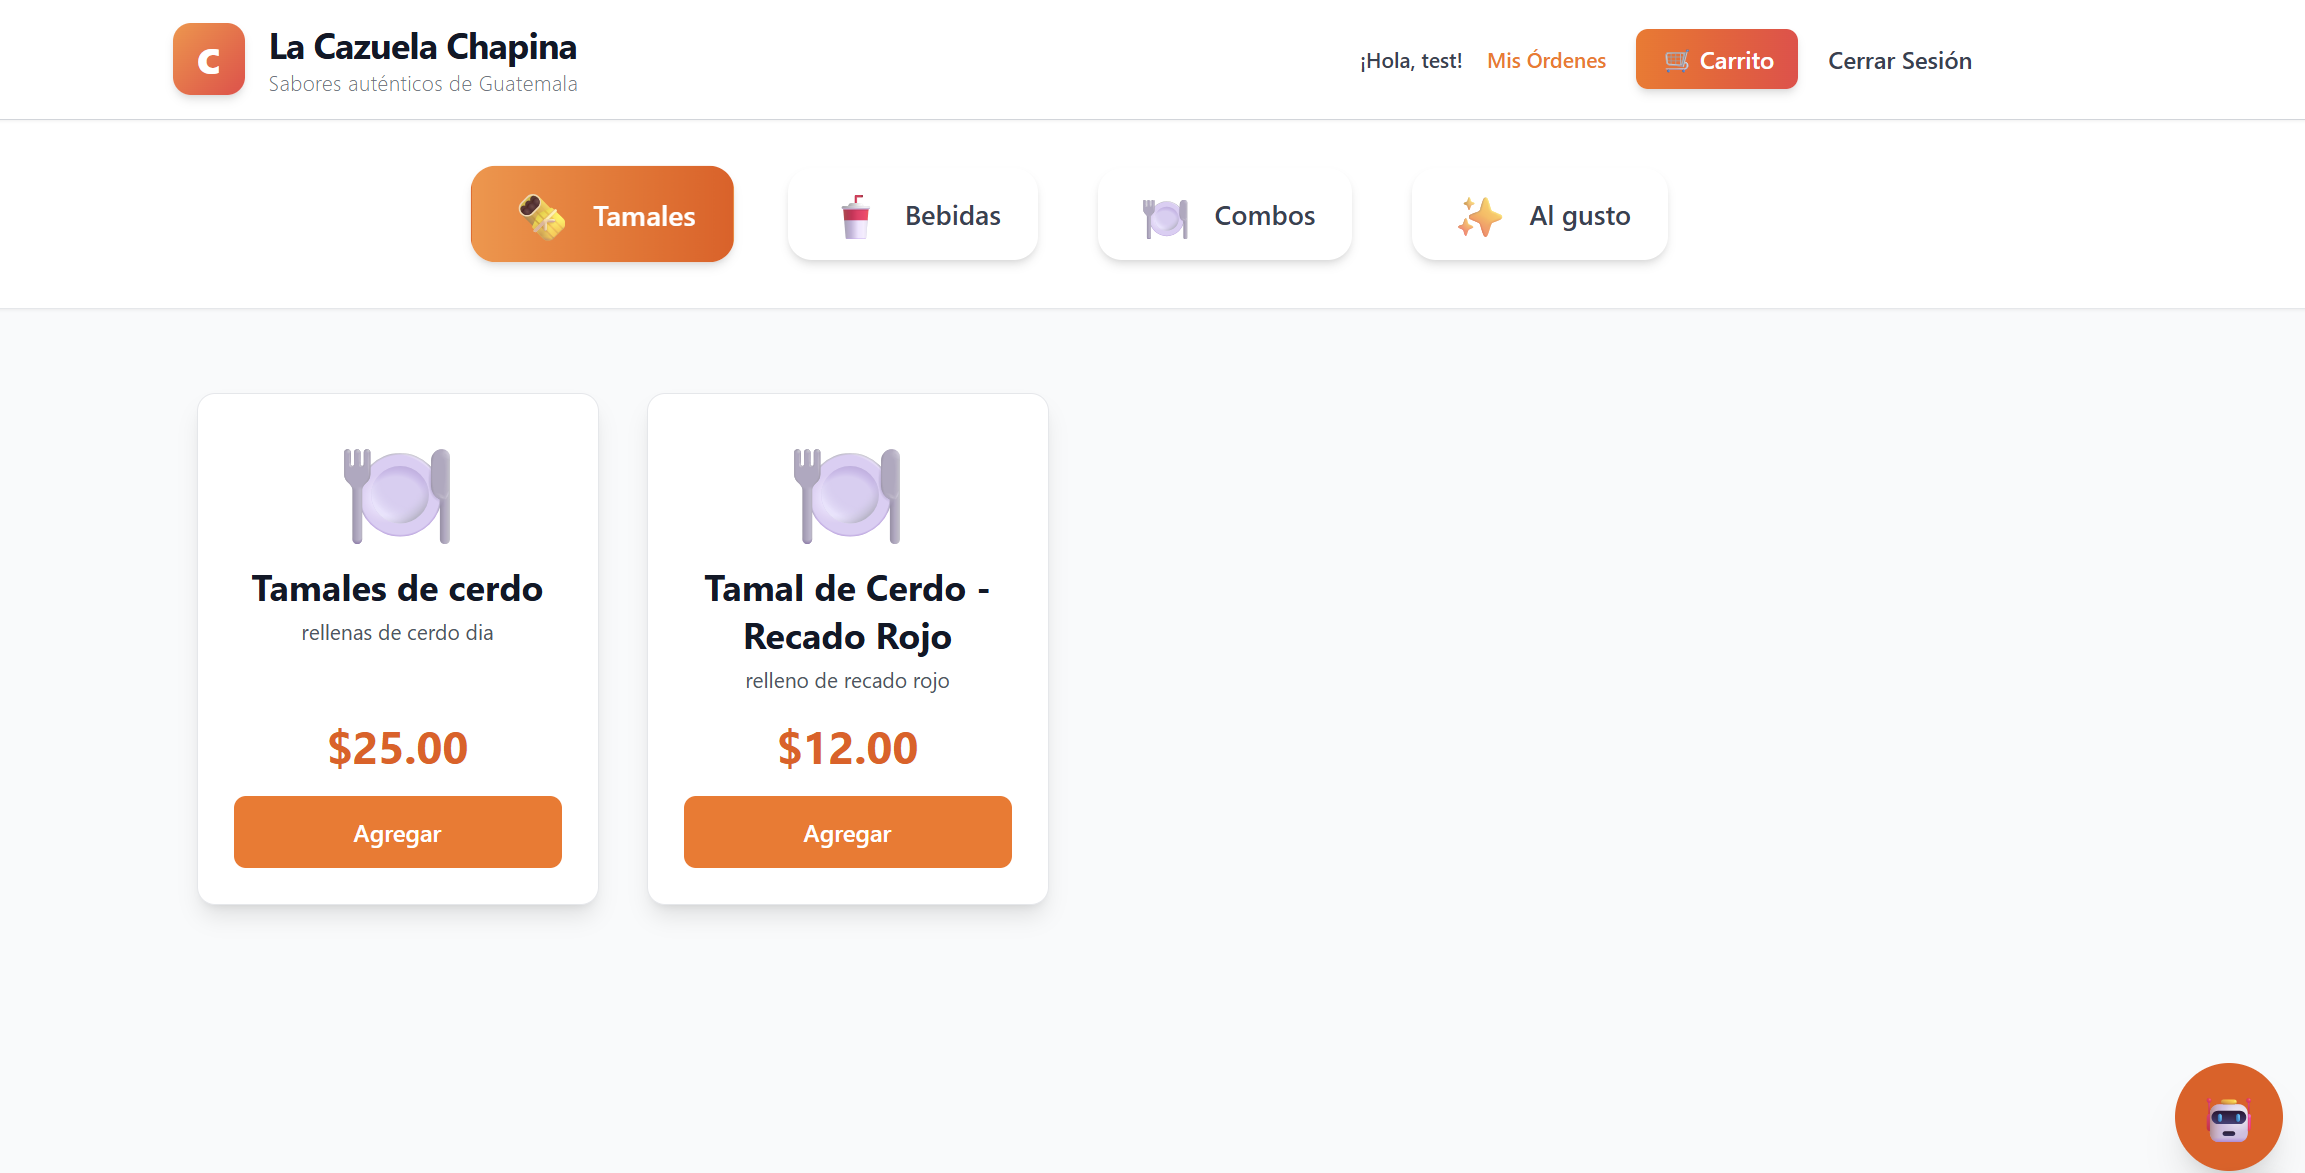 C
La Cazuela Chapina
Sabores auténticos de Guatemala
¡Hola, test!
Mis Órdenes
Carrito
Cerrar Sesión
Tamales
Bebidas
Combos
Al gusto
Tamales de cerdo
rellenas de cerdo dia
$25.00
Agregar
Tamal de Cerdo -
Recado Rojo
relleno de recado rojo
$12.00
Agregar